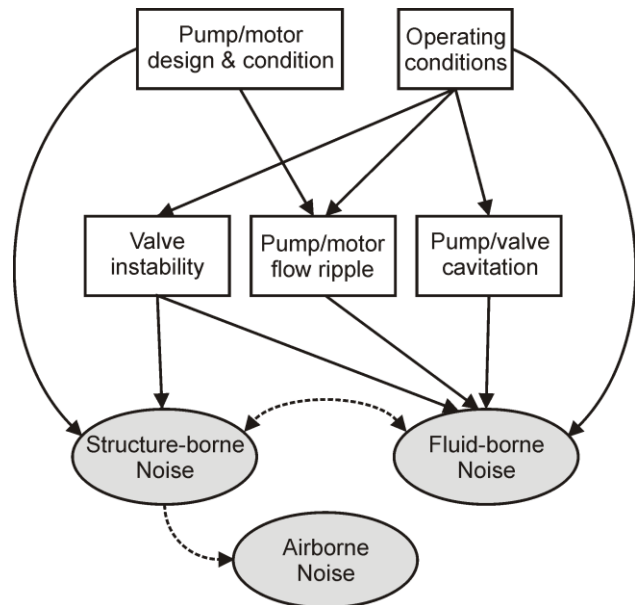 Pump/motor
design & condition
Operating
conditions
Valve
instability
Pump/motor
flow ripple
Pump/valve
cavitation
Structure-borne
Noise
Fluid-borne
Noise
Airborne
Noise